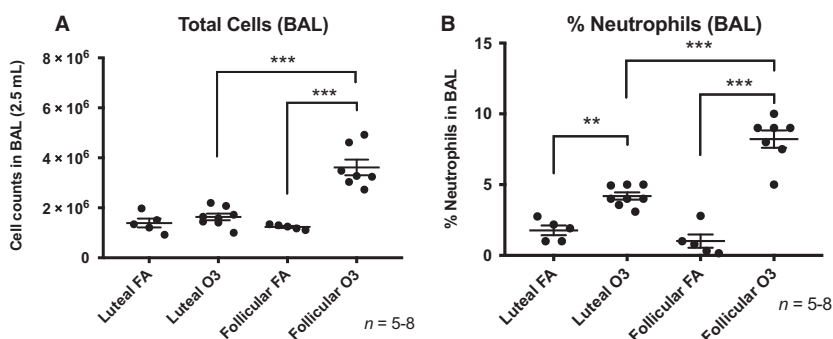 A
Total Cells (BAL)
Cell counts in BAL (2.5 mL)
8 × 10⁶
6 × 10⁶
4 × 10⁶
2 × 10⁶
0
***
***
Luteal FA
Luteal O3
Follicular FA
Follicular O3
n = 5-8
B
% Neutrophils (BAL)
% Neutrophils in BAL
15
10
5
0
***
***
**
Luteal FA
Luteal O3
Follicular FA
Follicular O3
n = 5-8